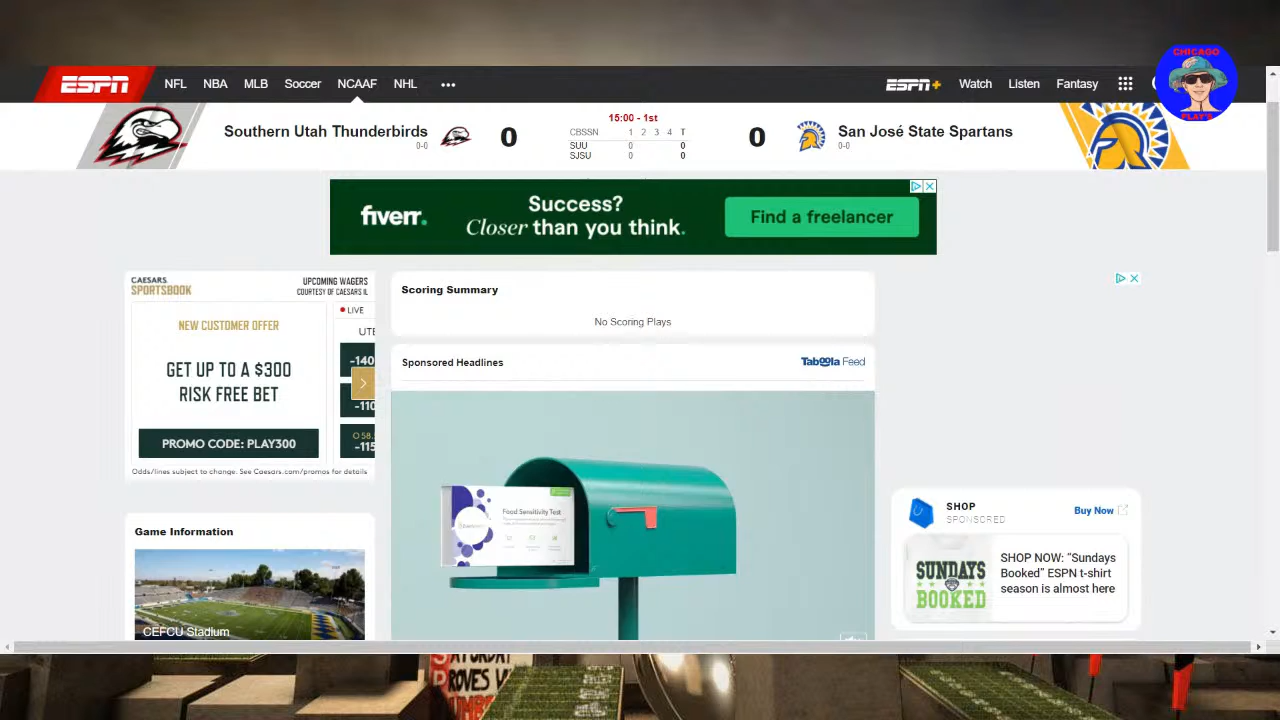 CHICAGO
PLAY'S
ESPN NFL NBA MLB Soccer NCAAF NHL ••• ESPN+ Watch Listen Fantasy
Southern Utah Thunderbirds
0-0
0
15:00 - 1st
CBSSN 1 2 3 4 T
SUU 0 0
SJSU 0 0
0
San José State Spartans
0-0
fiverr.
Success?
Closer than you think.
Find a freelancer
CAESARS
SPORTSBOOK
UPCOMING WAGERS
COURTESY OF CAESARS IL
NEW CUSTOMER OFFER
GET UP TO A $300
RISK FREE BET
PROMO CODE: PLAY300
LIVE
UTE
-140
-110
O 58.
-115
Odds/lines subject to change. See Caesars.com/promos for details
Scoring Summary
No Scoring Plays
Sponsored Headlines
Taboola Feed
Food Sensitivity Test
Game Information
CEFCU Stadium
SHOP
SPONSORED
Buy Now
SUNDAYS
BOOKED
SHOP NOW: "Sundays
Booked" ESPN t-shirt
season is almost here
SATURDAY